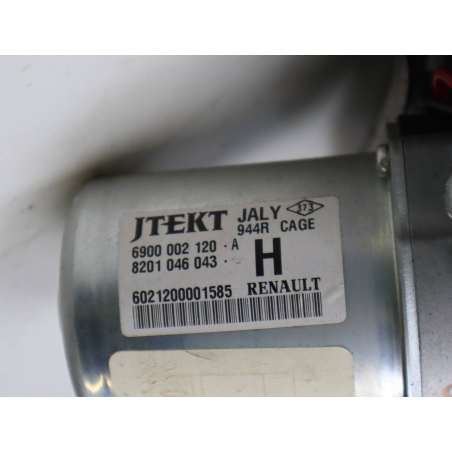 JTEKT JALY 373
944R CAGE
6900 002 120 · A
8201 046 043 · H
6021200001585 RENAULT